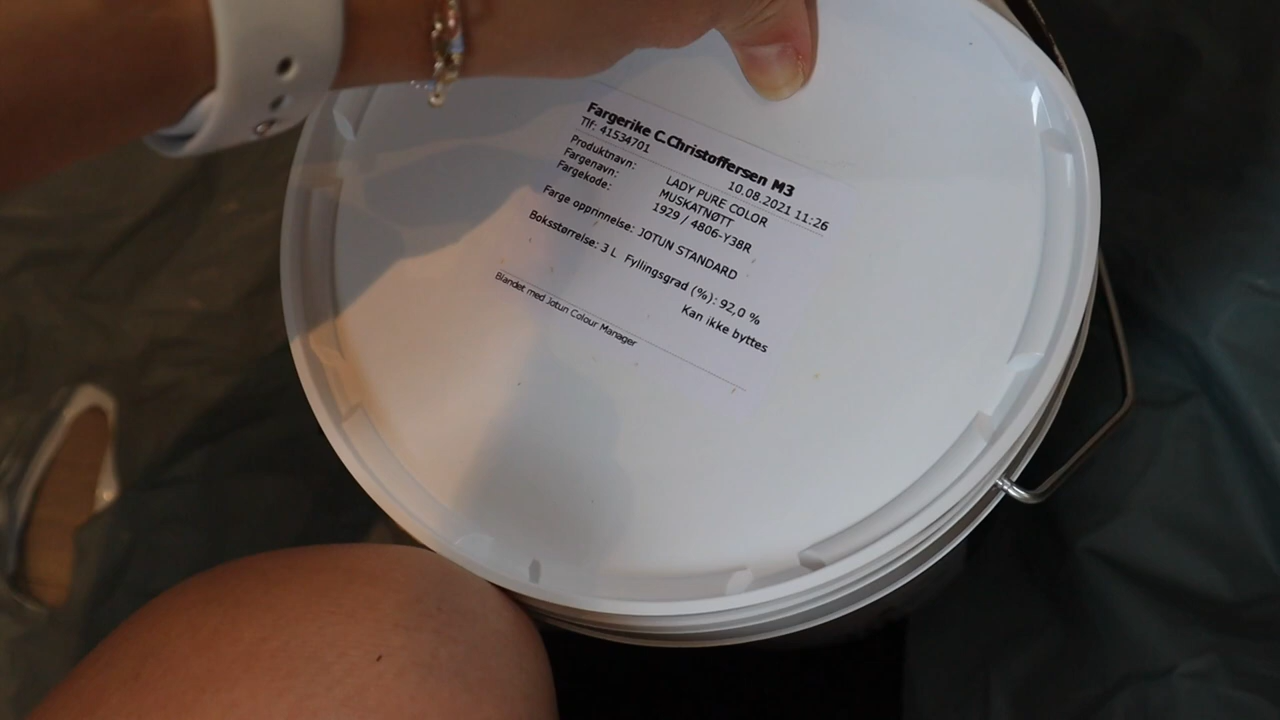 Fargerike C.Christoffersen M3
Tlf: 41534701 10.08.2021 11:26
Produktnavn: LADY PURE COLOR
Fargenavn: MUSKATNØTT
Fargekode: 1929 / 4806-Y38R
Farge opprinnelse: JOTUN STANDARD
Boksstørrelse: 3 L Fyllingsgrad (%): 92,0 %
Kan ikke byttes
Blandet med Jotun Colour Manager